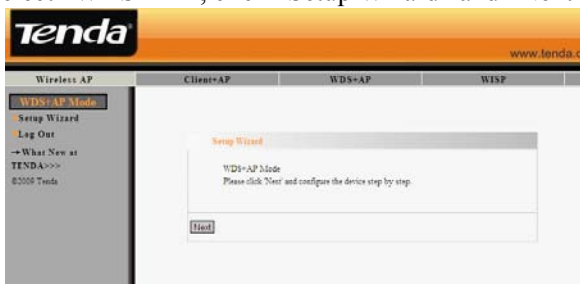 Tenda
www.tenda.c
Wireless AP Client+AP WDS+AP WISP
WDS+AP Mode
Setup Wizard
Log Out
→What New at
TENDA>>>
©2009 Tenda
Setup Wizard
WDS+AP Mode
Please click 'Next' and configure the device step by step.
Next